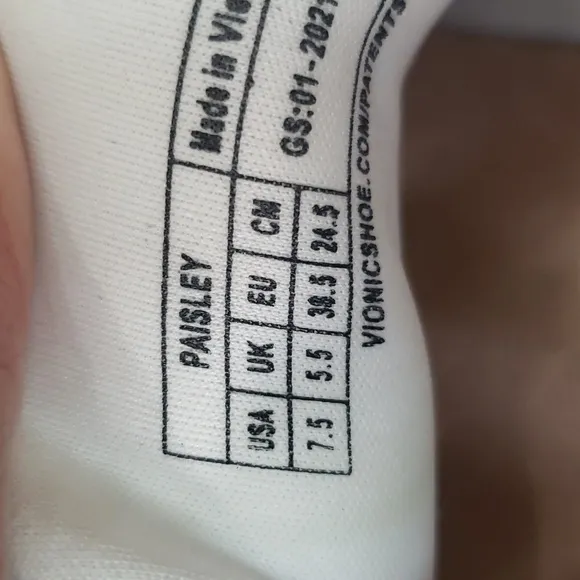 PAISLEY
USA UK EU CM
7.5 5.5 38.5 24.5
Made in Vie
GS:01-2021
VIONICSHOE.COM/PATENTS